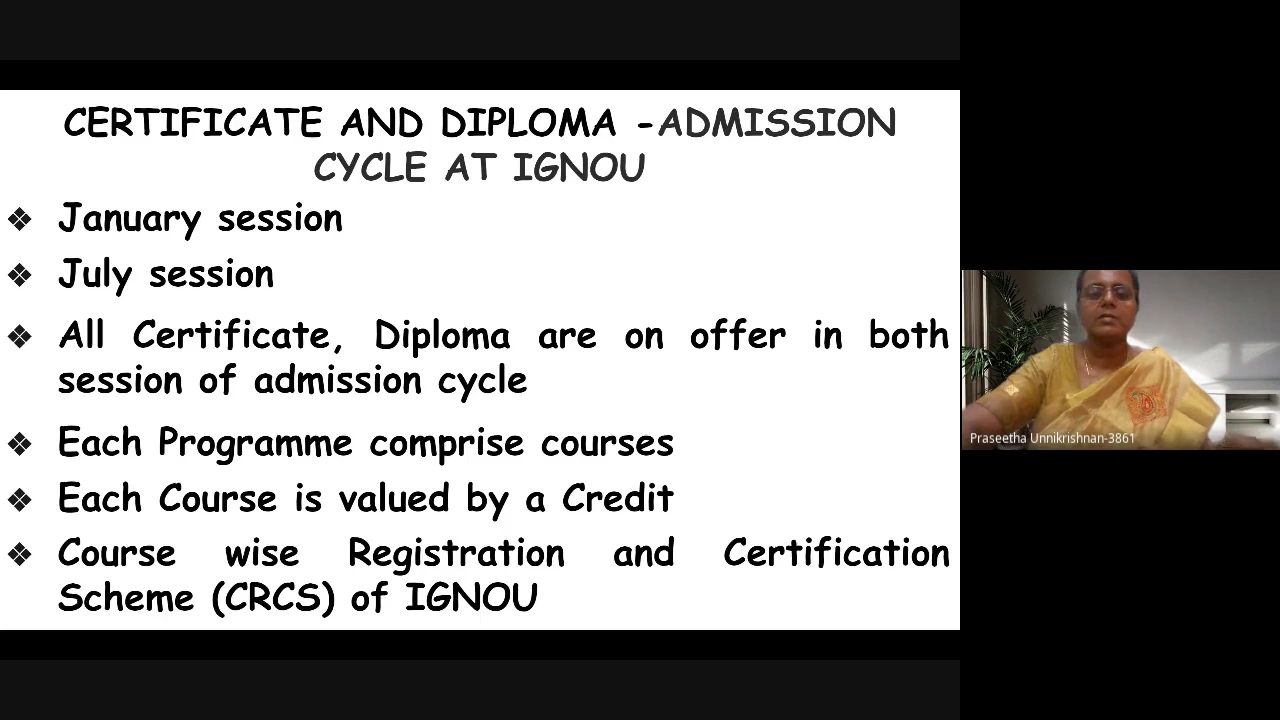 CERTIFICATE AND DIPLOMA -ADMISSION
CYCLE AT IGNOU
❖ January session
❖ July session
❖ All Certificate, Diploma are on offer in both
session of admission cycle
❖ Each Programme comprise courses
❖ Each Course is valued by a Credit
❖ Course wise Registration and Certification
Scheme (CRCS) of IGNOU
Praseetha Unnikrishnan-3861